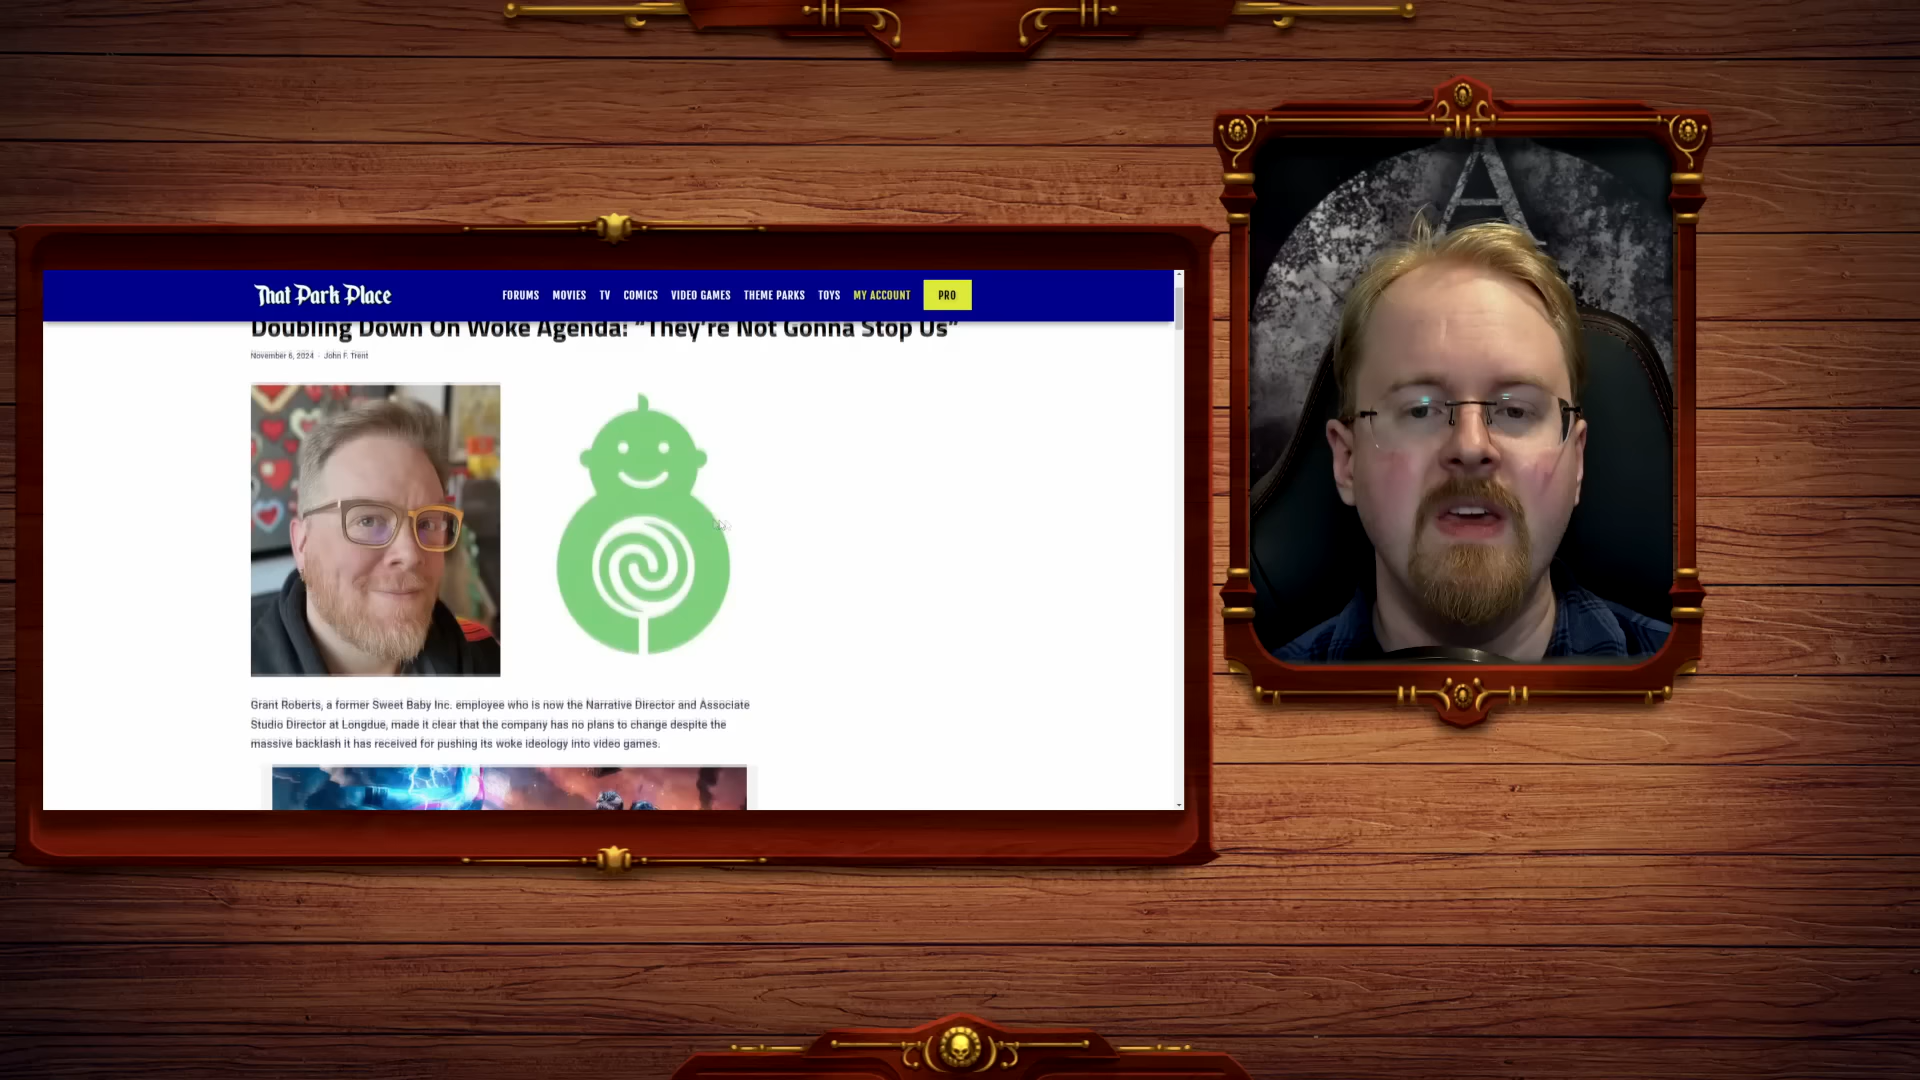 That Park Place
FORUMS MOVIES TV COMICS VIDEO GAMES THEME PARKS TOYS MY ACCOUNT PRO
Doubling Down On Woke Agenda: “They’re Not Gonna Stop Us”
November 6, 2024 · John F. Trent
Grant Roberts, a former Sweet Baby Inc. employee who is now the Narrative Director and Associate
Studio Director at Longdue, made it clear that the company has no plans to change despite the
massive backlash it has received for pushing its woke ideology into video games.
A